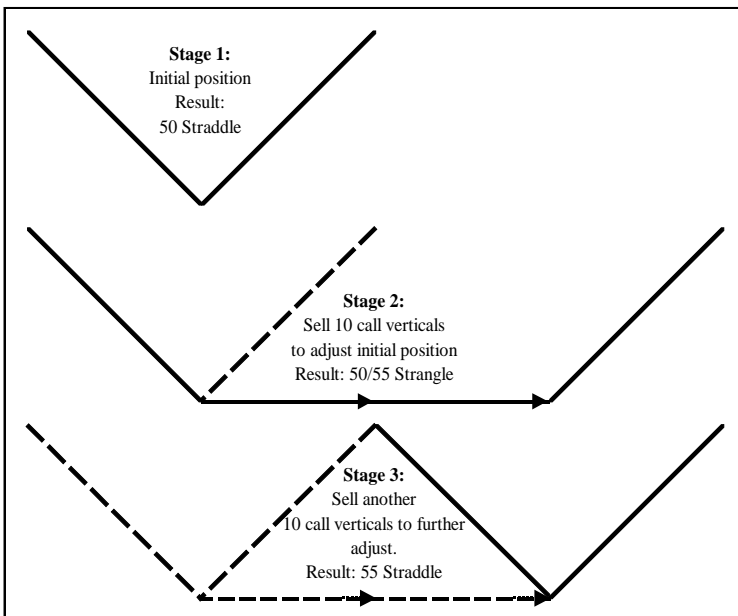 Stage 1:
Initial position
Result:
50 Straddle
Stage 2:
Sell 10 call verticals
to adjust initial position
Result: 50/55 Strangle
Stage 3:
Sell another
10 call verticals to further
adjust.
Result: 55 Straddle